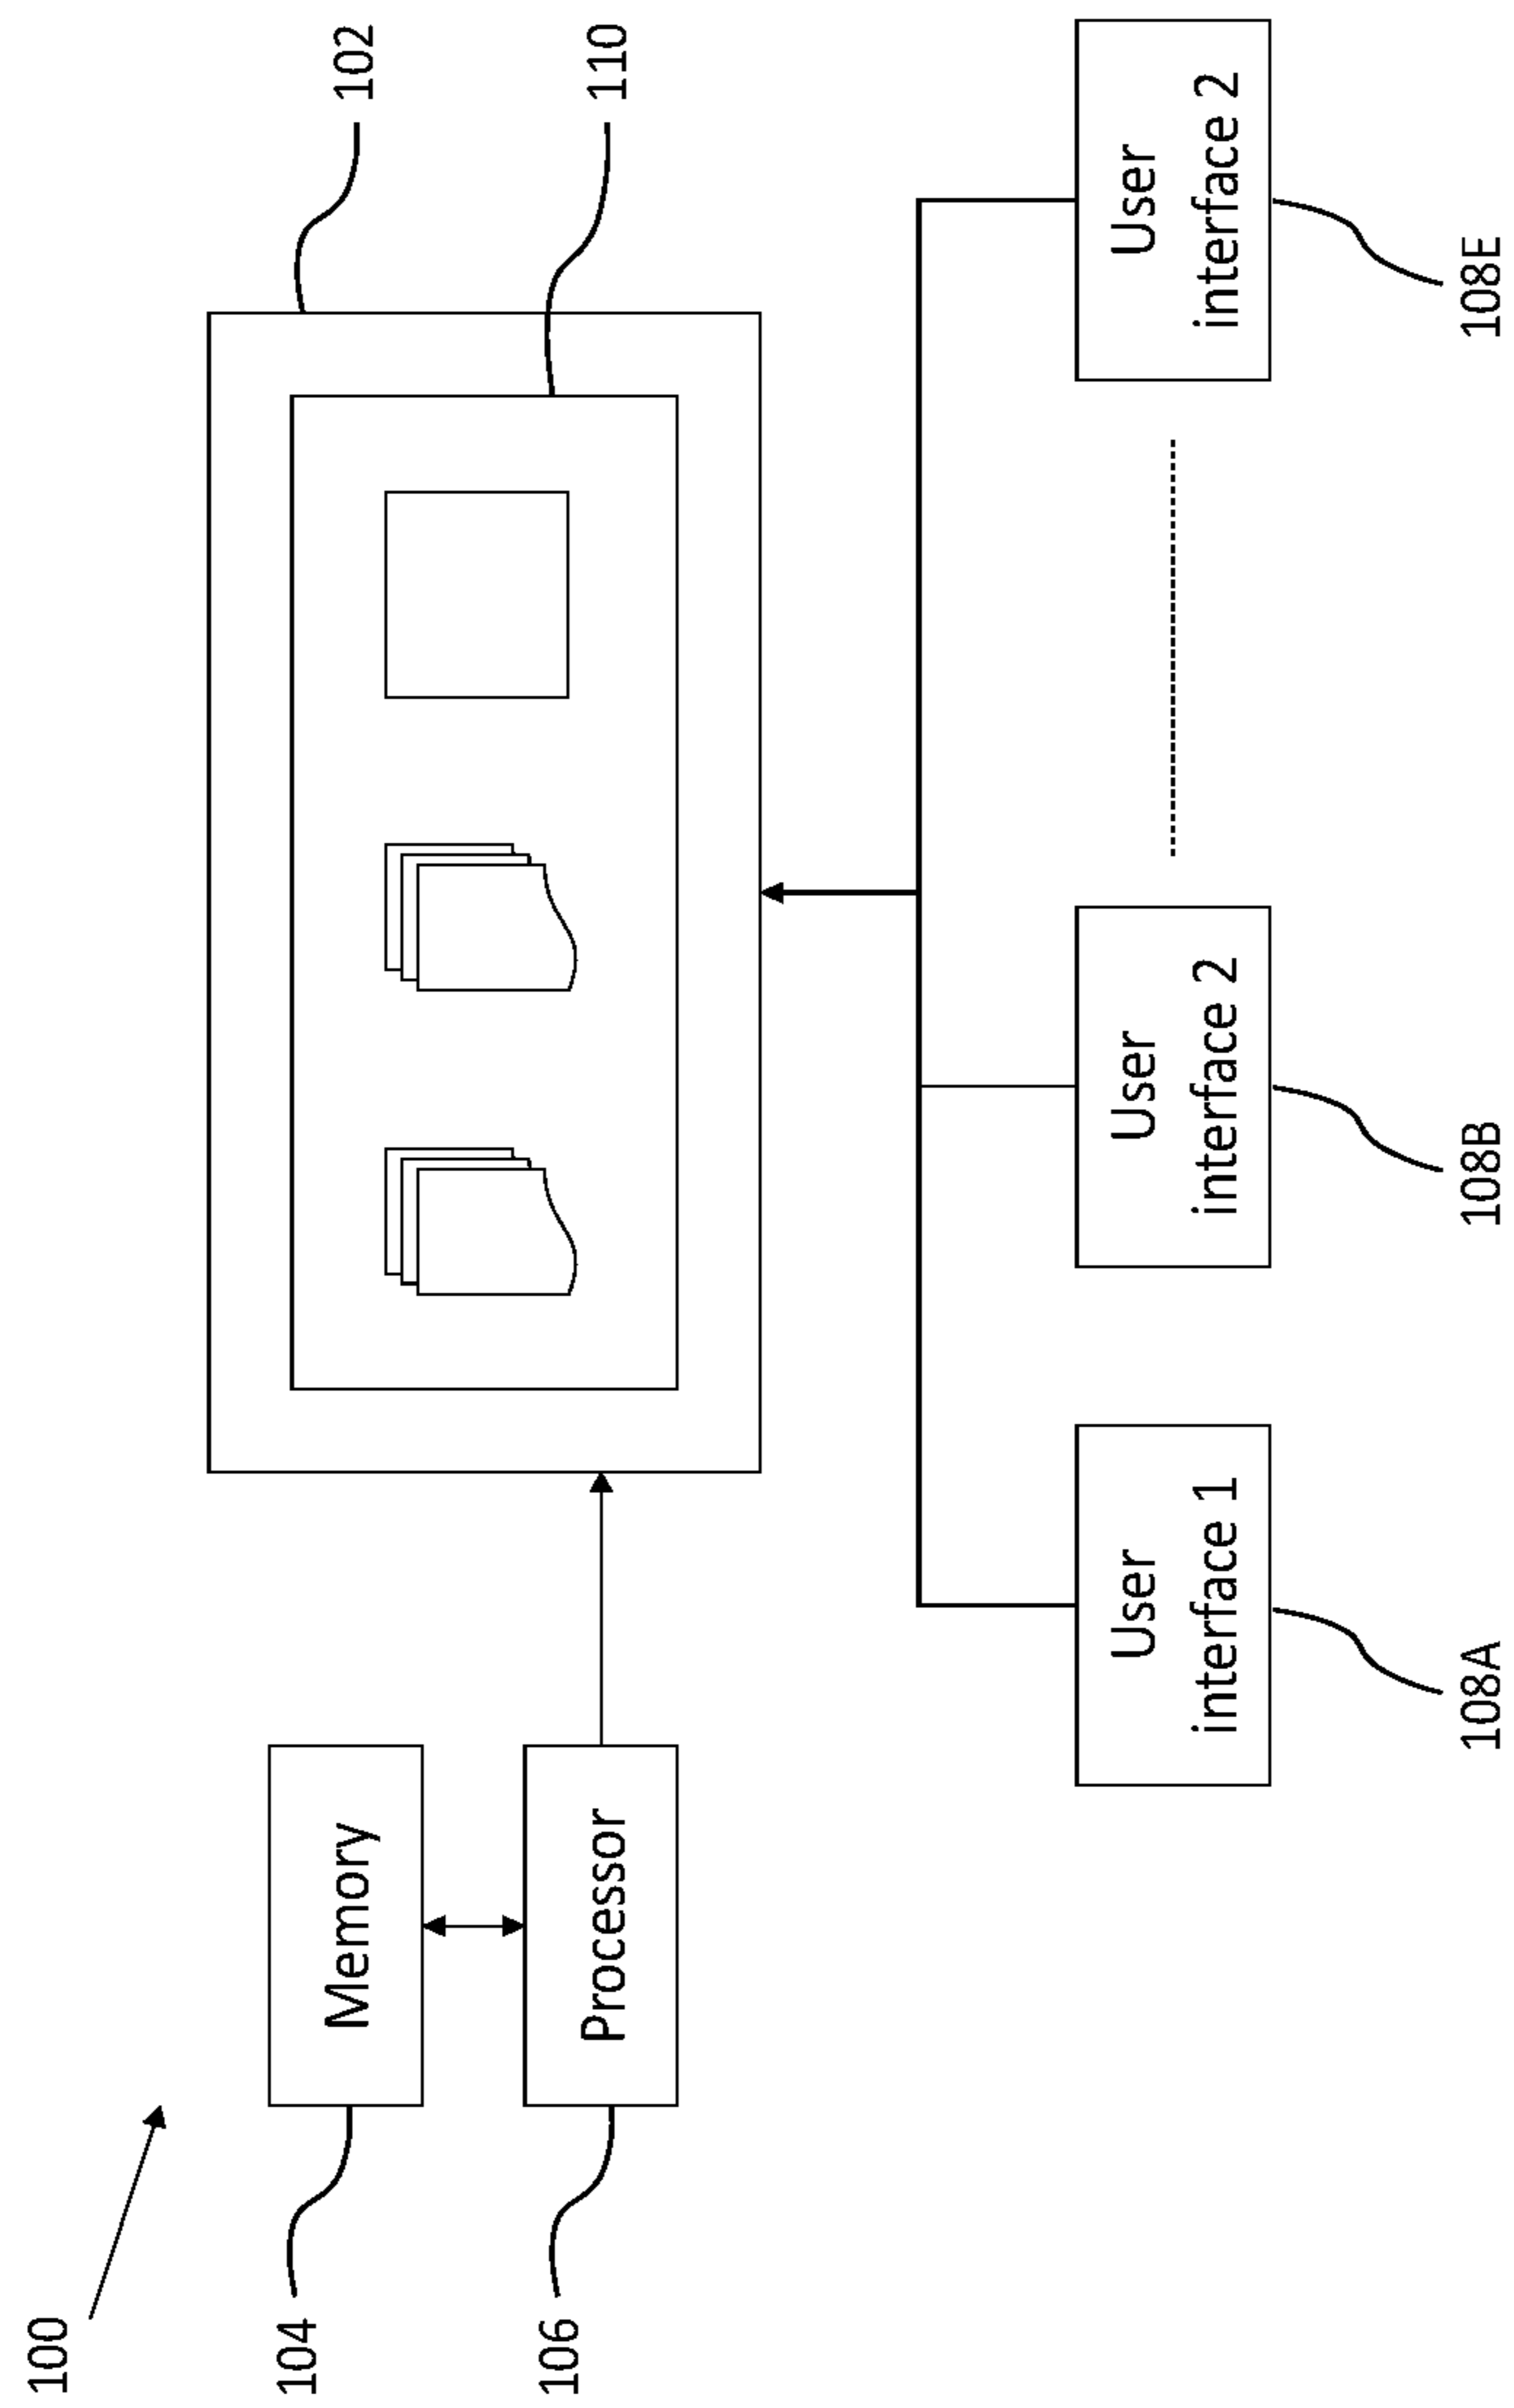 102
110
100
104
Memory
106
Processor
User
interface 1
User
interface 2
User
interface 2
108A
108B
108E